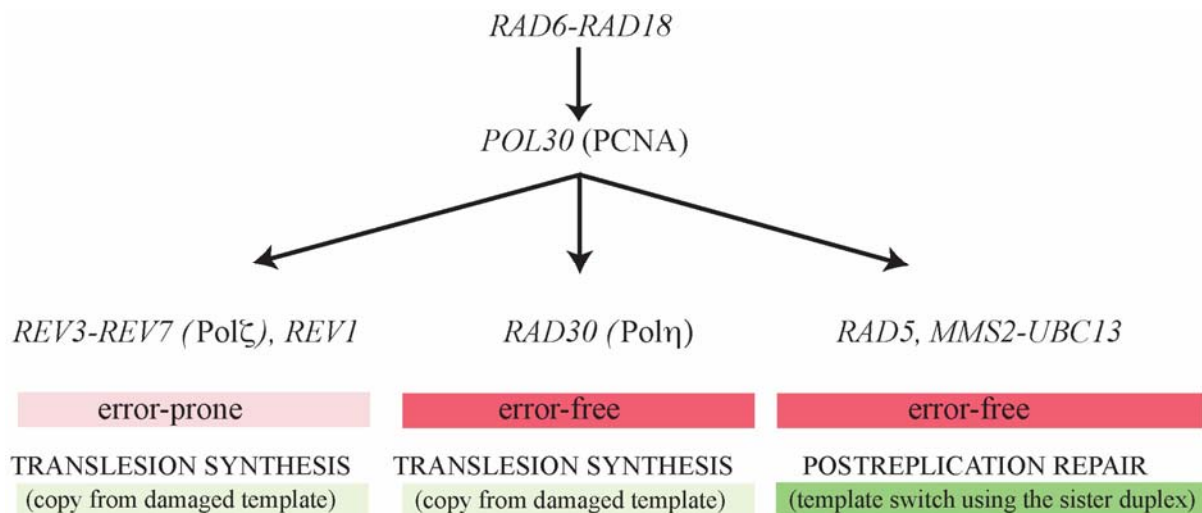 RAD6-RAD18
POL30 (PCNA)
REV3-REV7 (Polζ), REV1
RAD30 (Polη)
RAD5, MMS2-UBC13
error-prone
error-free
error-free
TRANSLESION SYNTHESIS
TRANSLESION SYNTHESIS
POSTREPLICATION REPAIR
(copy from damaged template)
(copy from damaged template)
(template switch using the sister duplex)